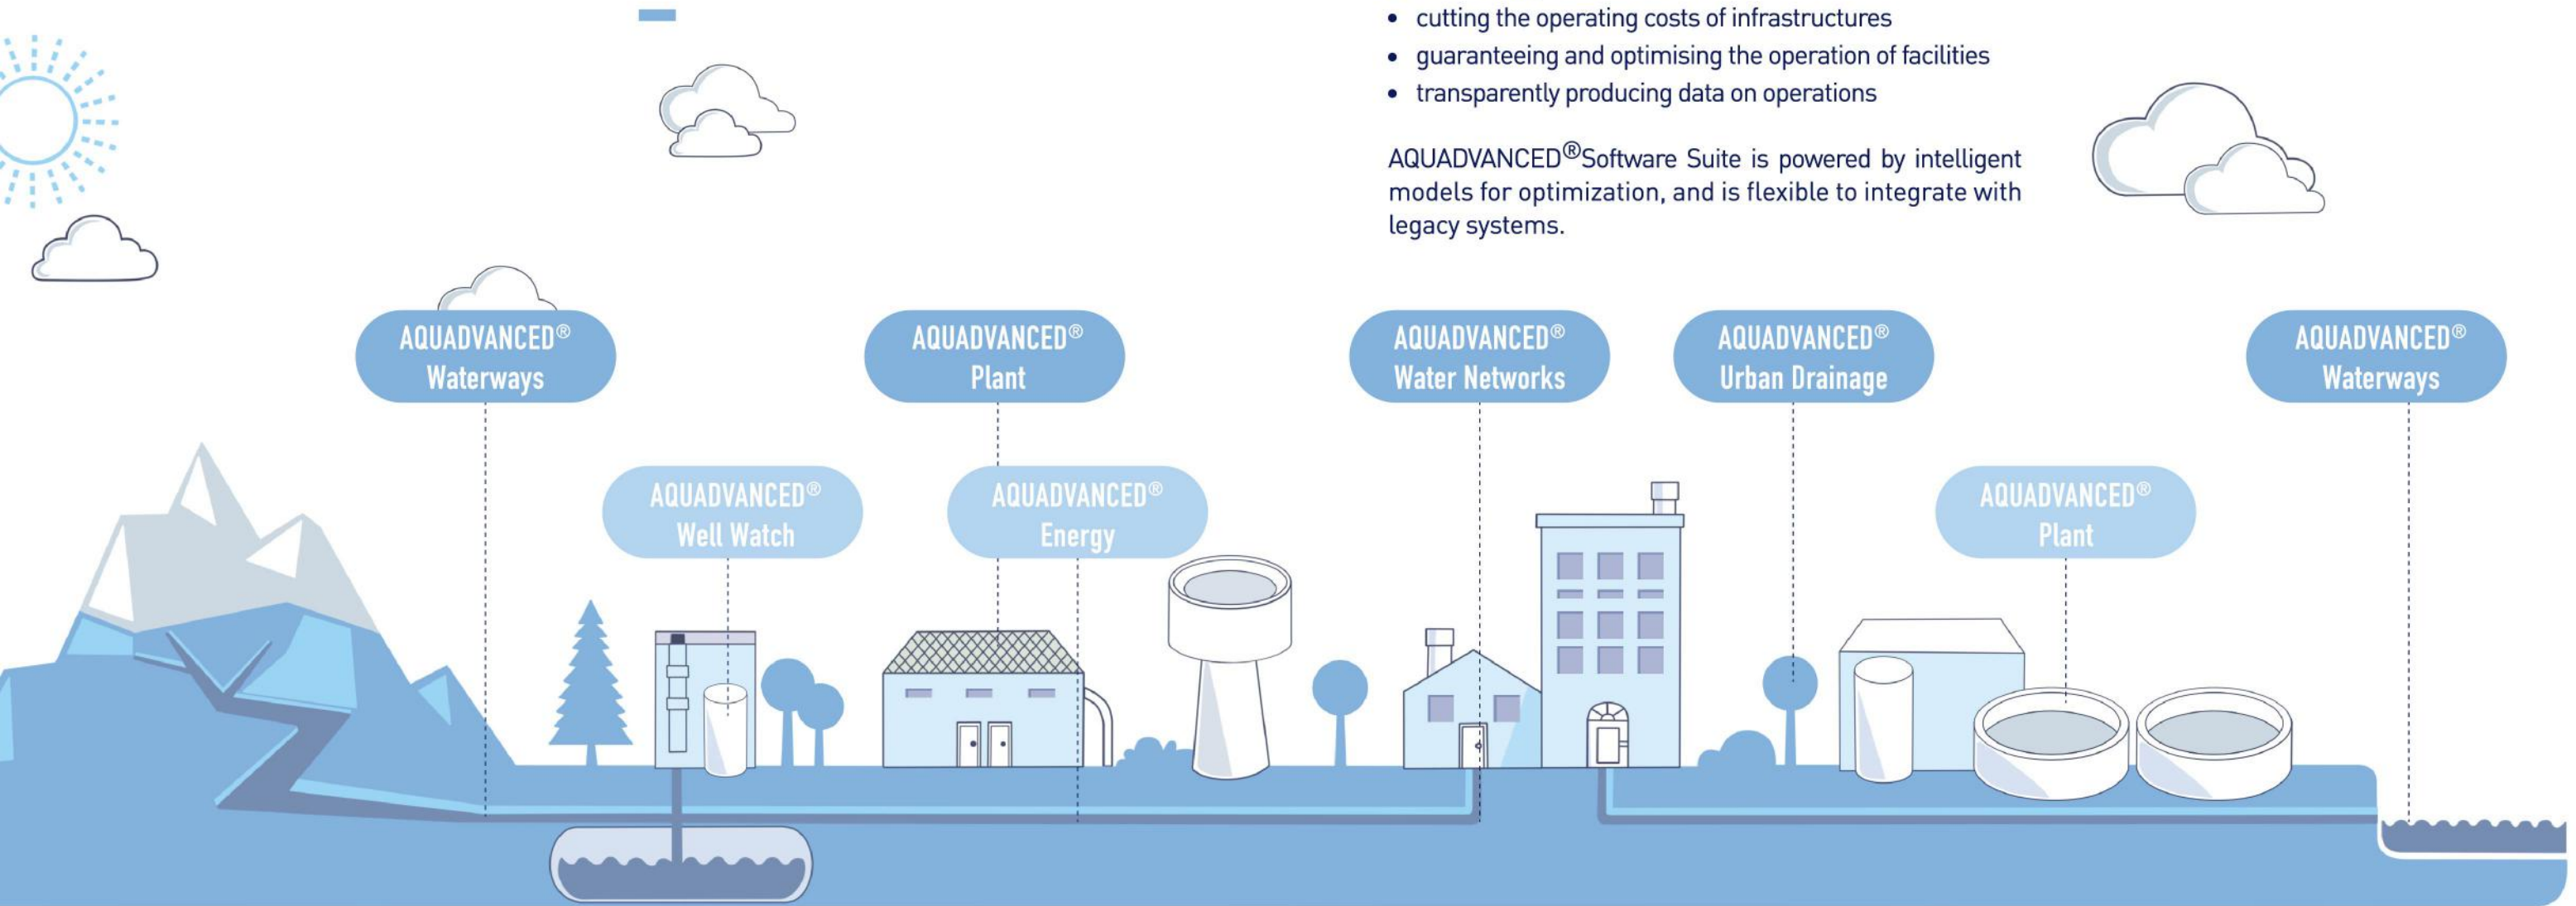 • cutting the operating costs of infrastructures
• guaranteeing and optimising the operation of facilities
• transparently producing data on operations
AQUADVANCED®Software Suite is powered by intelligent
models for optimization, and is flexible to integrate with
legacy systems.
AQUADVANCED®
Waterways
AQUADVANCED®
Plant
AQUADVANCED®
Water Networks
AQUADVANCED®
Urban Drainage
AQUADVANCED®
Waterways
AQUADVANCED®
Well Watch
AQUADVANCED®
Energy
AQUADVANCED®
Plant